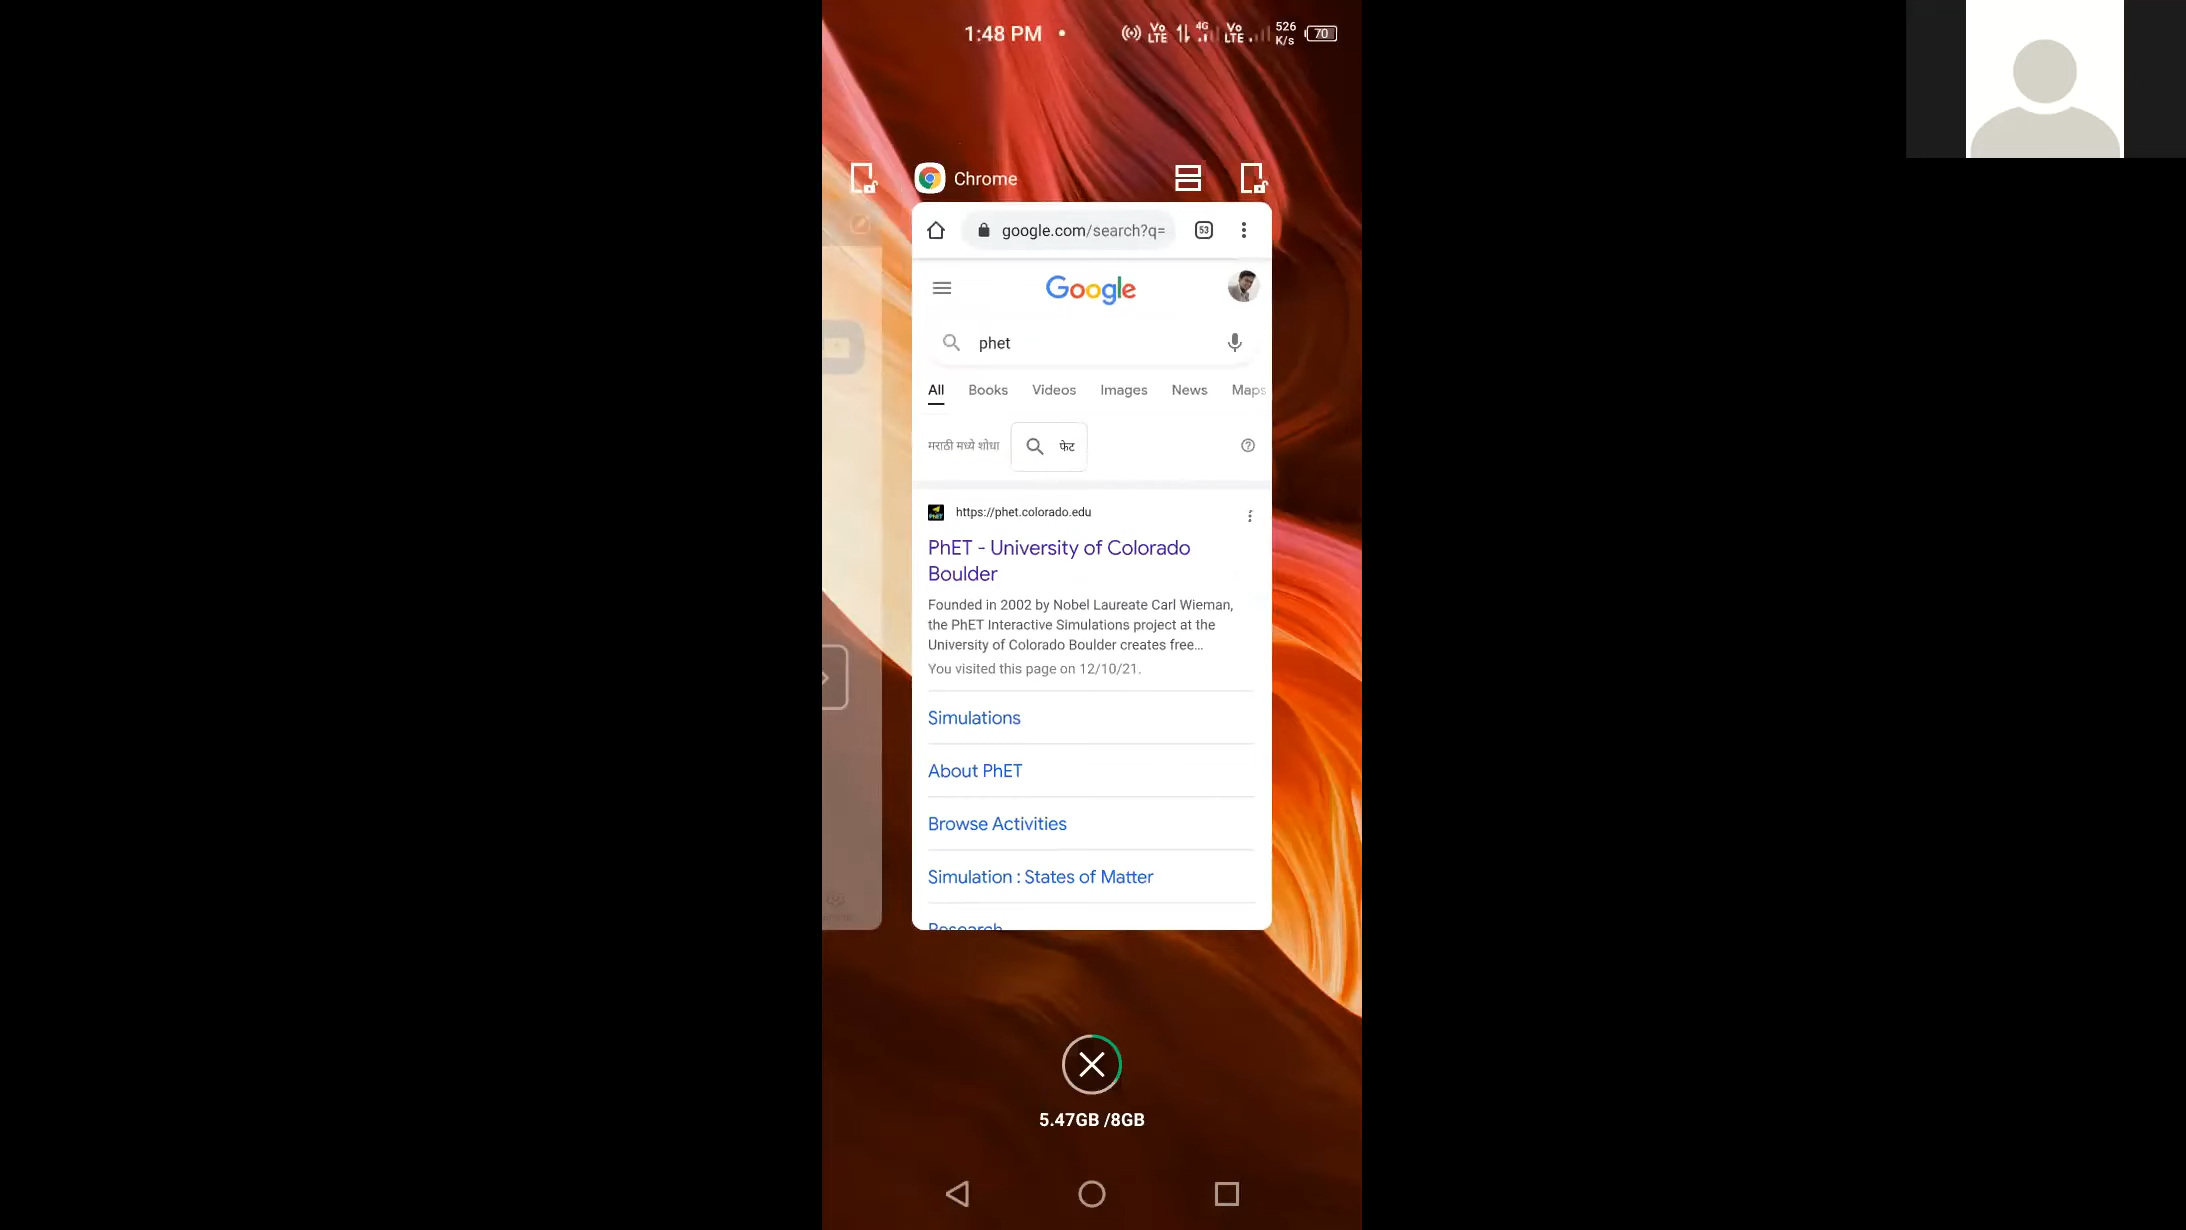 1:48 PM
Vo LTE 4G Vo LTE 526 K/s 70
Chrome
google.com/search?q=
53
Google
phet
All Books Videos Images News Maps
मराठी मध्ये शोधा फेट
PhET
https://phet.colorado.edu
PhET - University of Colorado
Boulder
Founded in 2002 by Nobel Laureate Carl Wieman,
the PhET Interactive Simulations project at the
University of Colorado Boulder creates free...
You visited this page on 12/10/21.
Simulations
About PhET
Browse Activities
Simulation : States of Matter
Research
5.47GB /8GB